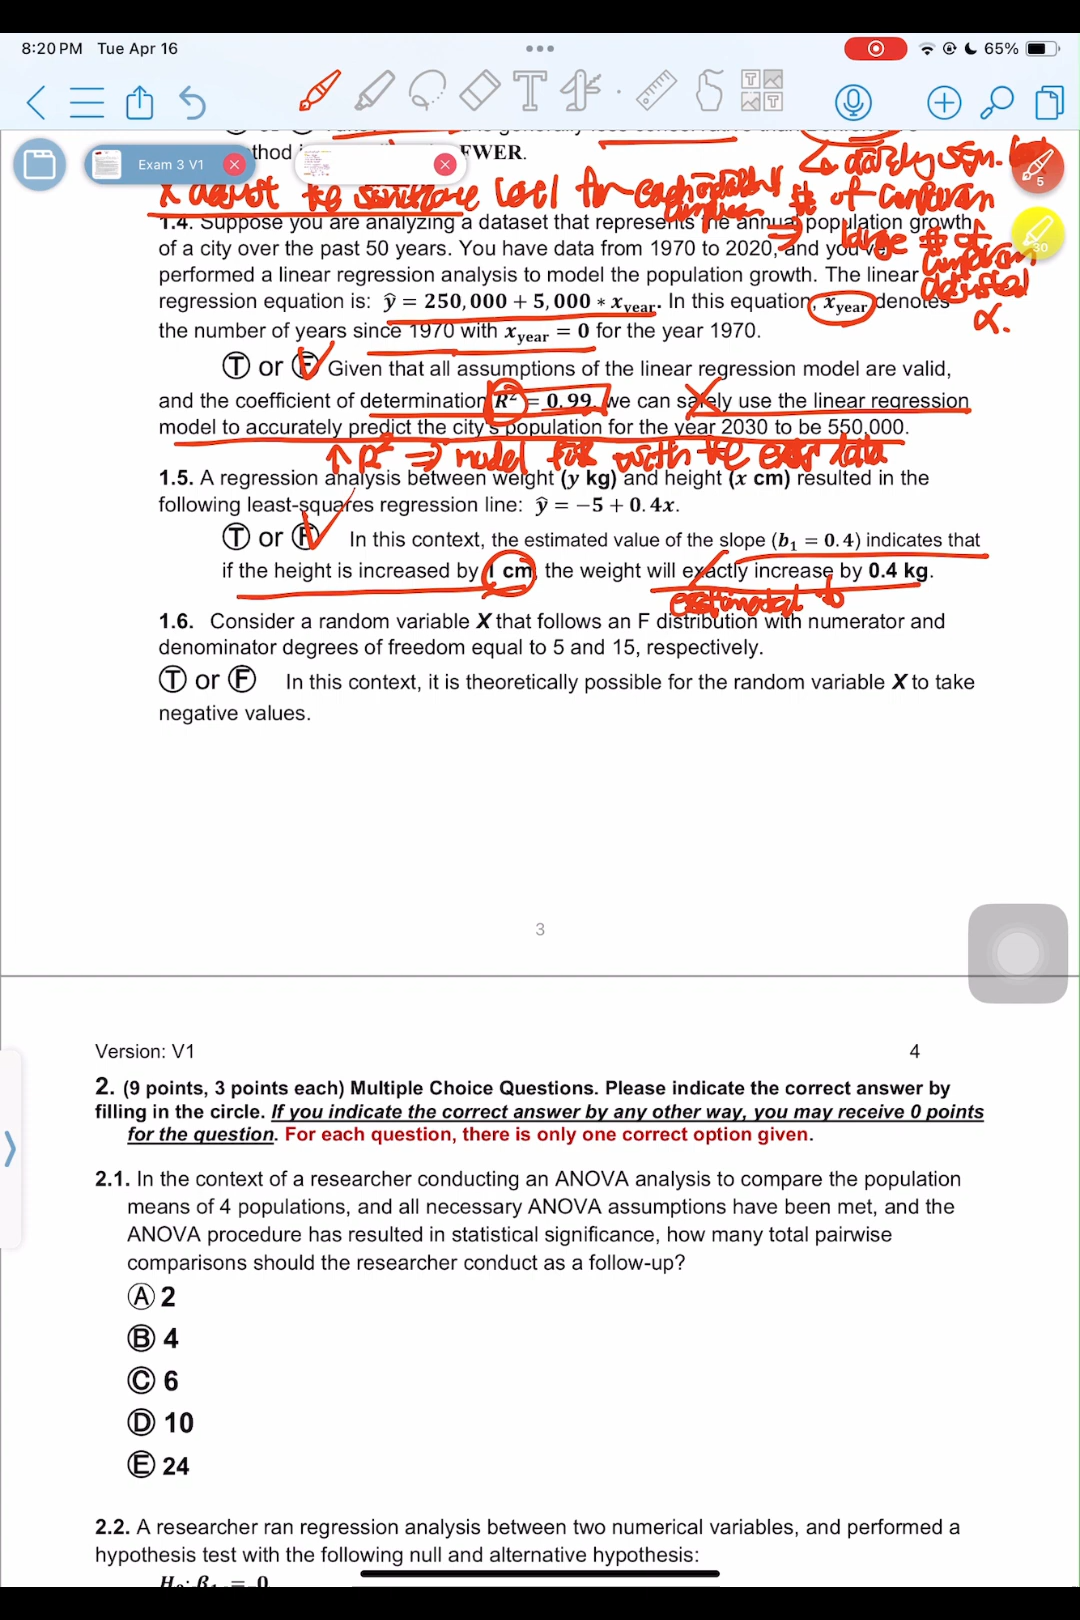 8:20 PM Tue Apr 16
65%
Exam 3 V1
thod
FWER.
adjust the significance level for each
# of comparison
1.4. Suppose you are analyzing a dataset that represents the annual population growth
large # of
of a city over the past 50 years. You have data from 1970 to 2020, and you've
comparison
performed a linear regression analysis to model the population growth. The linear
adjusted
regression equation is: ŷ = 250,000 + 5,000 * x_year. In this equation, x_year denotes
α.
the number of years since 1970 with x_year = 0 for the year 1970.
Ⓣ or Ⓕ Given that all assumptions of the linear regression model are valid,
and the coefficient of determination R² = 0.99, we can safely use the linear regression
model to accurately predict the city's population for the year 2030 to be 550,000.
↑ R² ⇒ model fits with the data
1.5. A regression analysis between weight (y kg) and height (x cm) resulted in the
following least-squares regression line: ŷ = −5 + 0.4x.
Ⓣ or Ⓕ In this context, the estimated value of the slope (b₁ = 0.4) indicates that
if the height is increased by 1 cm, the weight will exactly increase by 0.4 kg.
estimated to
1.6. Consider a random variable X that follows an F distribution with numerator and
denominator degrees of freedom equal to 5 and 15, respectively.
Ⓣ or Ⓕ In this context, it is theoretically possible for the random variable X to take
negative values.
3
Version: V1 4
2. (9 points, 3 points each) Multiple Choice Questions. Please indicate the correct answer by
filling in the circle. If you indicate the correct answer by any other way, you may receive 0 points
for the question. For each question, there is only one correct option given.
2.1. In the context of a researcher conducting an ANOVA analysis to compare the population
means of 4 populations, and all necessary ANOVA assumptions have been met, and the
ANOVA procedure has resulted in statistical significance, how many total pairwise
comparisons should the researcher conduct as a follow-up?
Ⓐ 2
Ⓑ 4
Ⓒ 6
Ⓓ 10
Ⓔ 24
2.2. A researcher ran regression analysis between two numerical variables, and performed a
hypothesis test with the following null and alternative hypothesis:
H₀: β₁ = 0